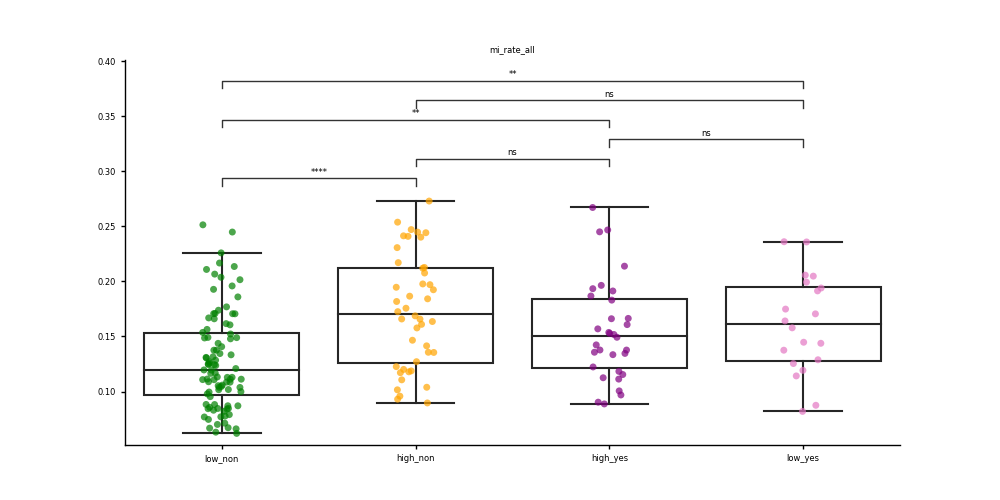 mi_rate_all
0.40
**
ns
0.35
**
ns
ns
0.30
****
0.25
0.20
0.15
0.10
low_non
high_non
high_yes
low_yes